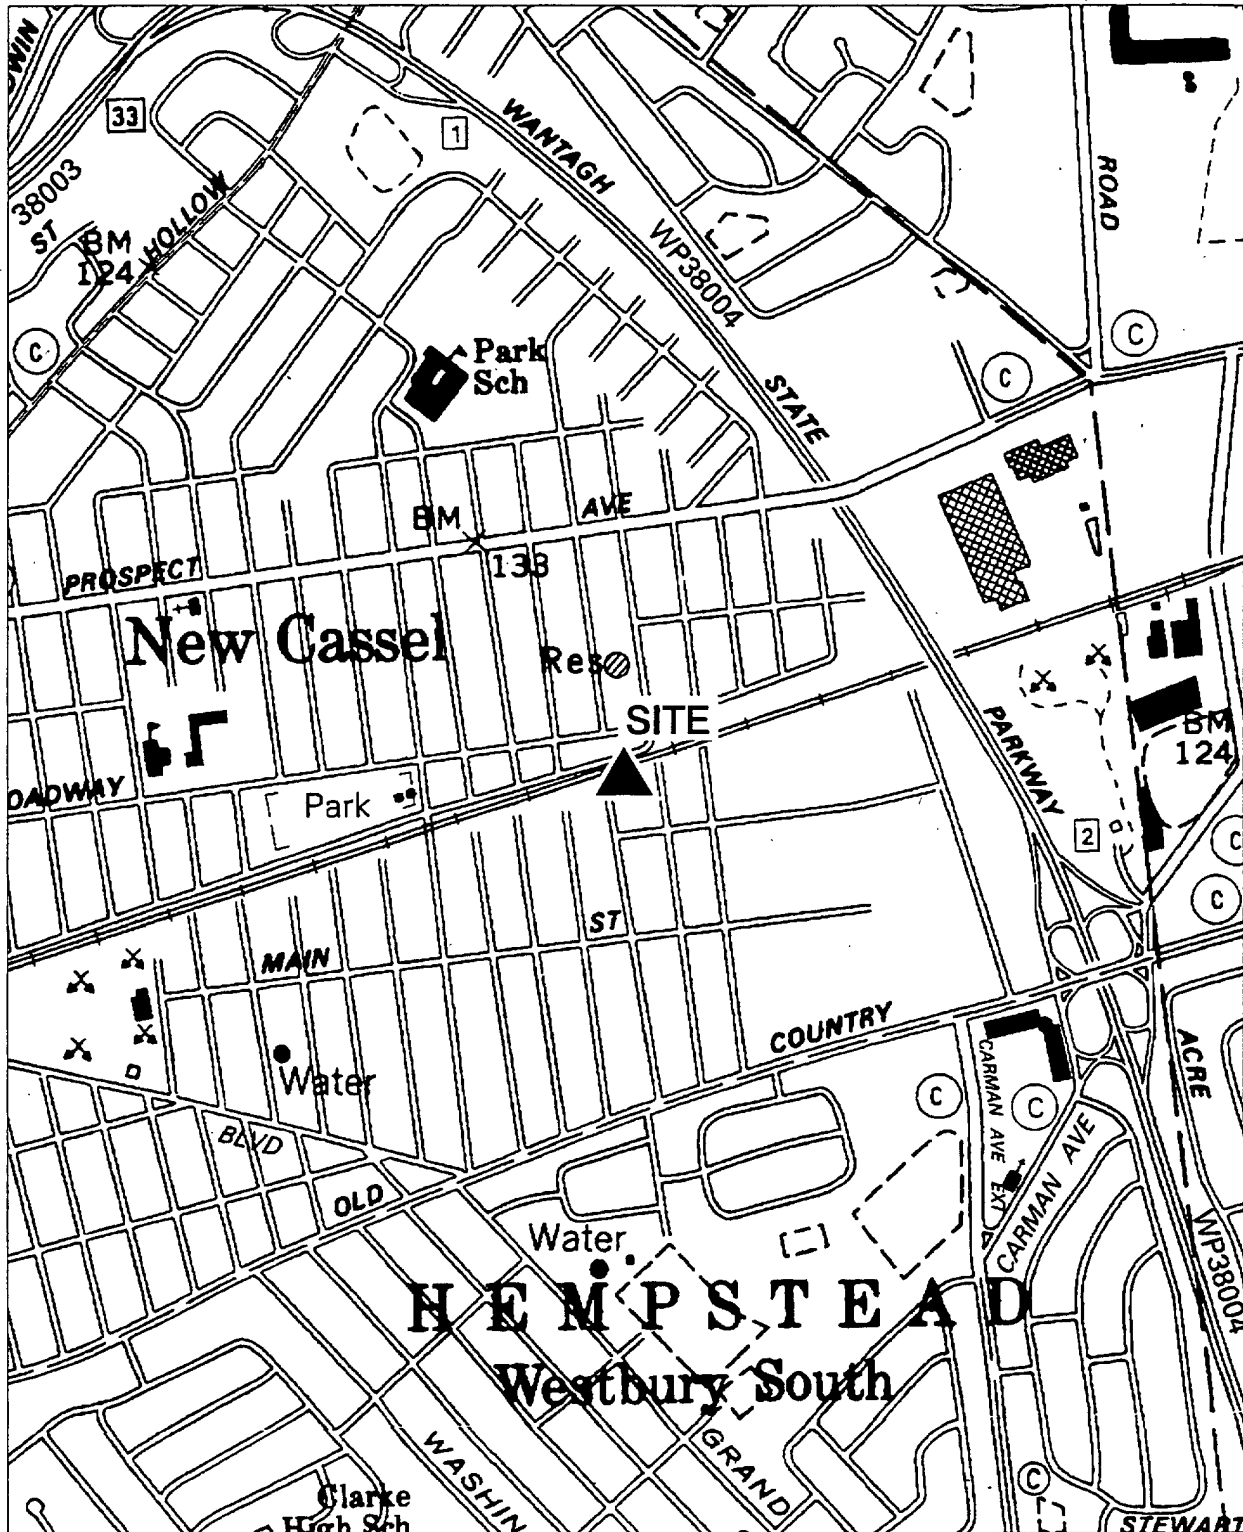 WIN
33
1
WANTAGH
38003
ST
BM
124
HOLLOW
ROAD
WP38004
C
C
C
Park
Sch
STATE
BM
133
AVE
PROSPECT
New Cassel
Res
SITE
PARKWAY
BM
124
OADWAY
Park
2
C
C
ST
MAIN
COUNTRY
Water
BLVD
CARMAN AVE EXT
C
C
ACRE
CARMAN AVE
OLD
Water
WP38004
HEMPSTEAD
Westbury South
WASHIN
GRAND
C
Clarke
High Sch
STEWART